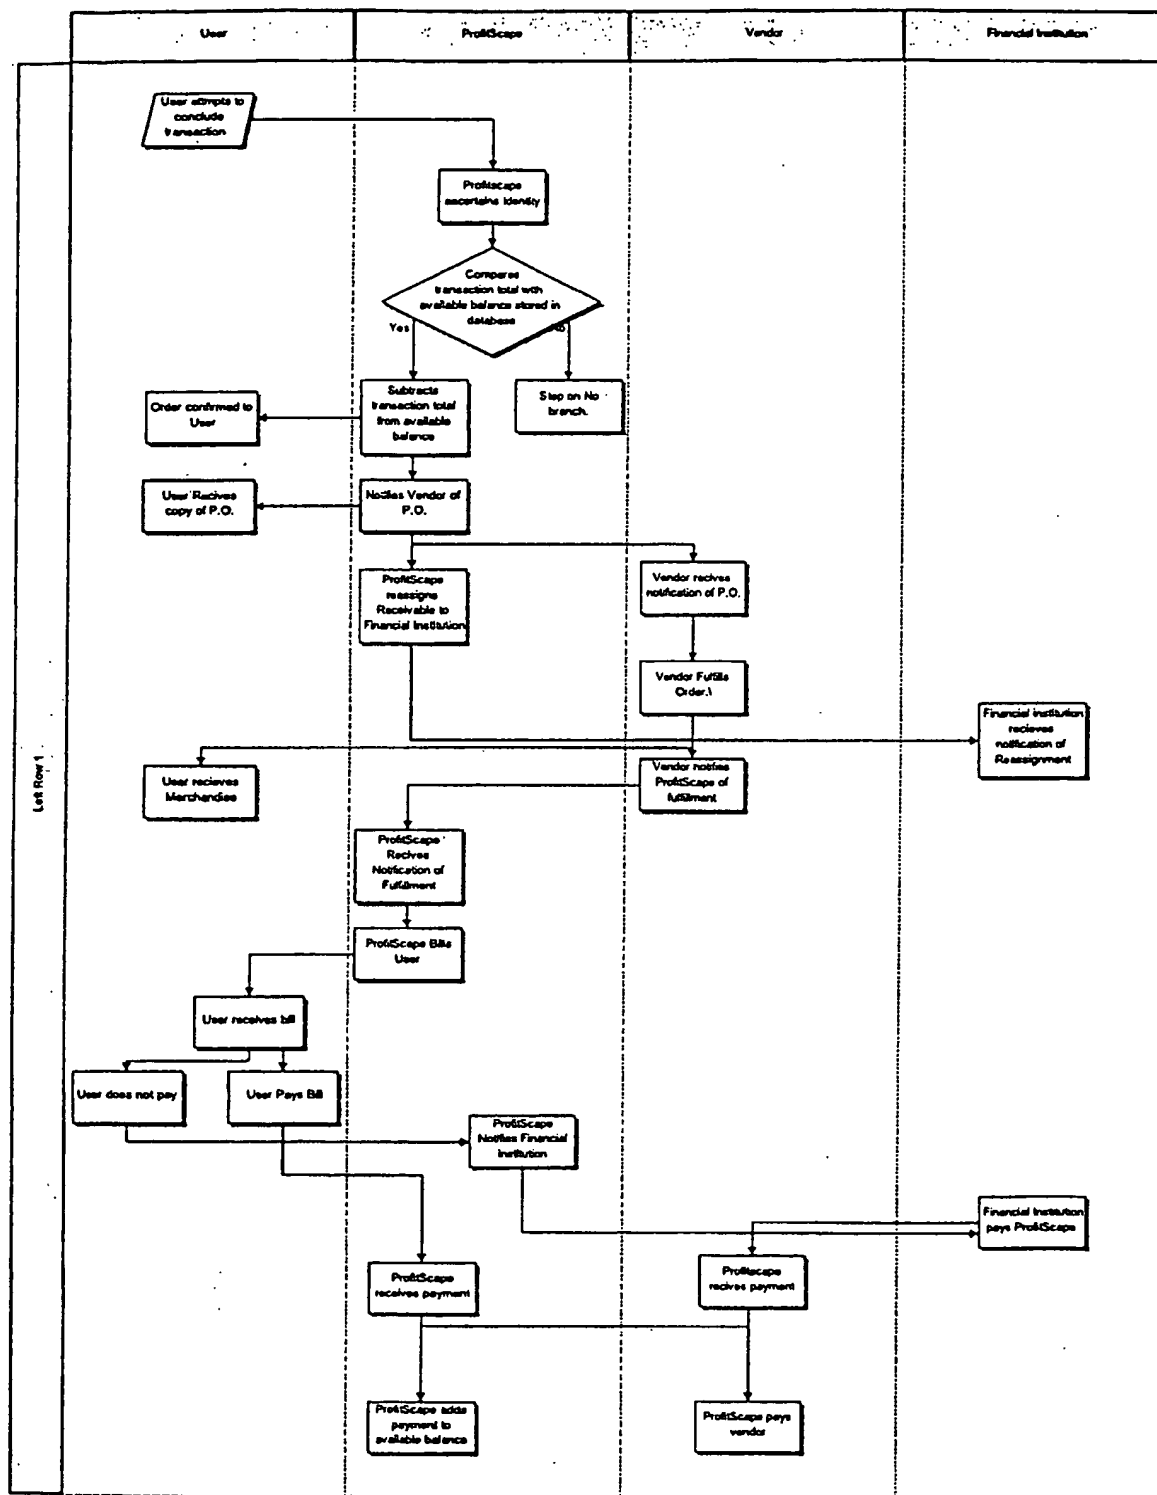 User
ProfitScape
Vendor
Financial Institution
Left Row 1
User attmpts to
conclude
transaction
Profitscape
ascertains Identity
Compares
transaction total with
available balance stored in
database
Yes
Subtracts
transaction total
from available
balance
Step on No
branch.
Order confirmed to
User
User Recives
copy of P.O.
Notifies Vendor of
P.O.
ProfitScape
reassigns
Receivable to
Financial Institution
Vendor recives
notification of P.O.
Vendor Fulfills
Order.\
Financial institution
recieves
notification of
Reassignment
User recieves
Merchandise
Vendor notifies
ProfitScape of
fulfillment
ProfitScape
Recives
Notification of
Fulfillment
ProfitScape Bills
User
User receives bill
User does not pay
User Pays Bill
ProfitScape
Notifies Financial
Institution
Financial Institution
pays ProfitScape
ProfitScape
receives payment
Profitscape
recives payment
ProfitScape adds
payment to
available balance
ProfitScape pays
vendor